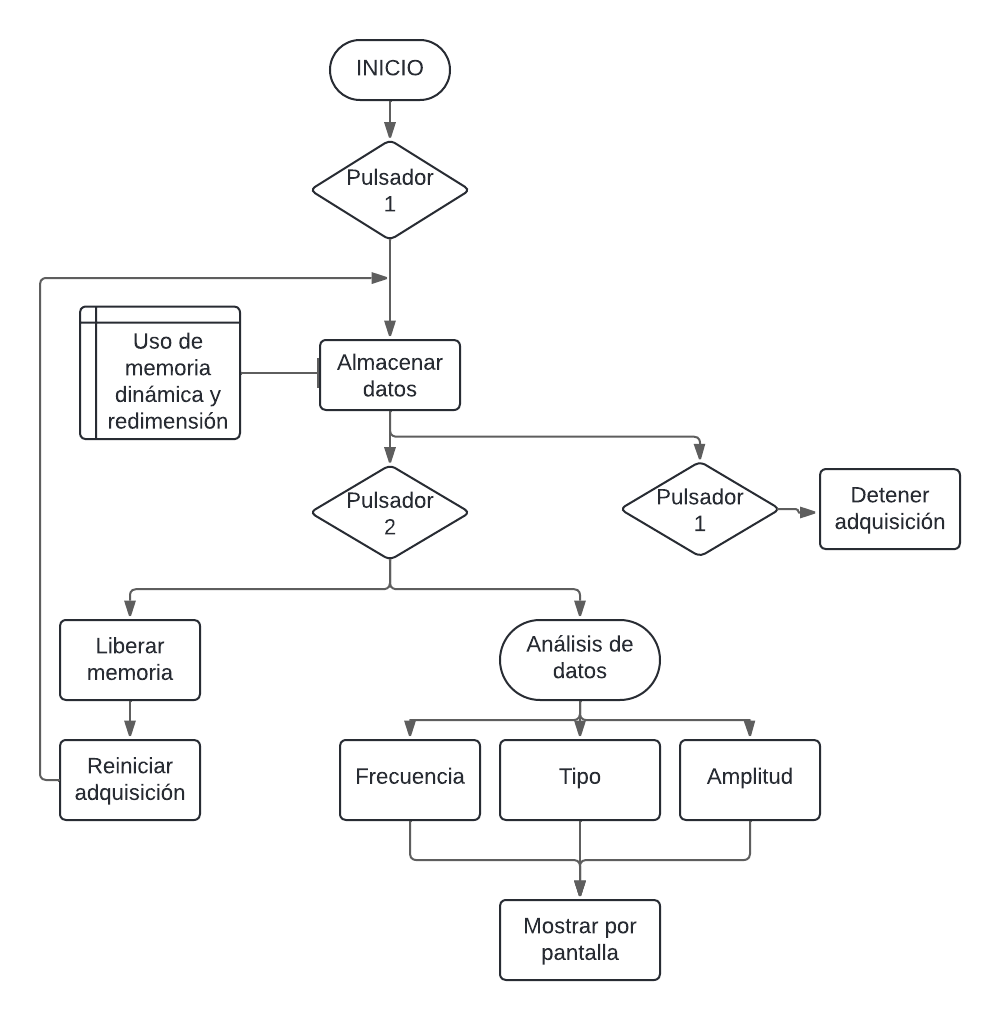 INICIO
Pulsador
1
Uso de
memoria
dinámica y
redimensión
Almacenar
datos
Pulsador
2
Pulsador
1
Detener
adquisición
Liberar
memoria
Análisis de
datos
Reiniciar
adquisición
Frecuencia
Tipo
Amplitud
Mostrar por
pantalla